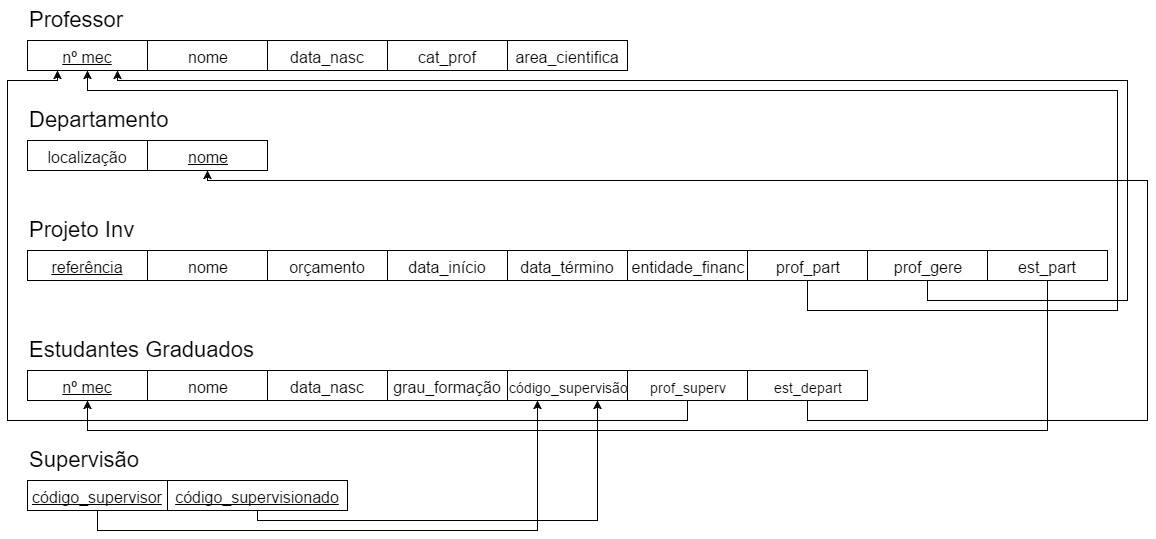 Professor
nº mec nome data_nasc cat_prof area_cientifica
Departamento
localização nome
Projeto Inv
referência nome orçamento data_início data_término entidade_financ prof_part prof_gere est_part
Estudantes Graduados
nº mec nome data_nasc grau_formação código_supervisão prof_superv est_depart
Supervisão
código_supervisor código_supervisionado